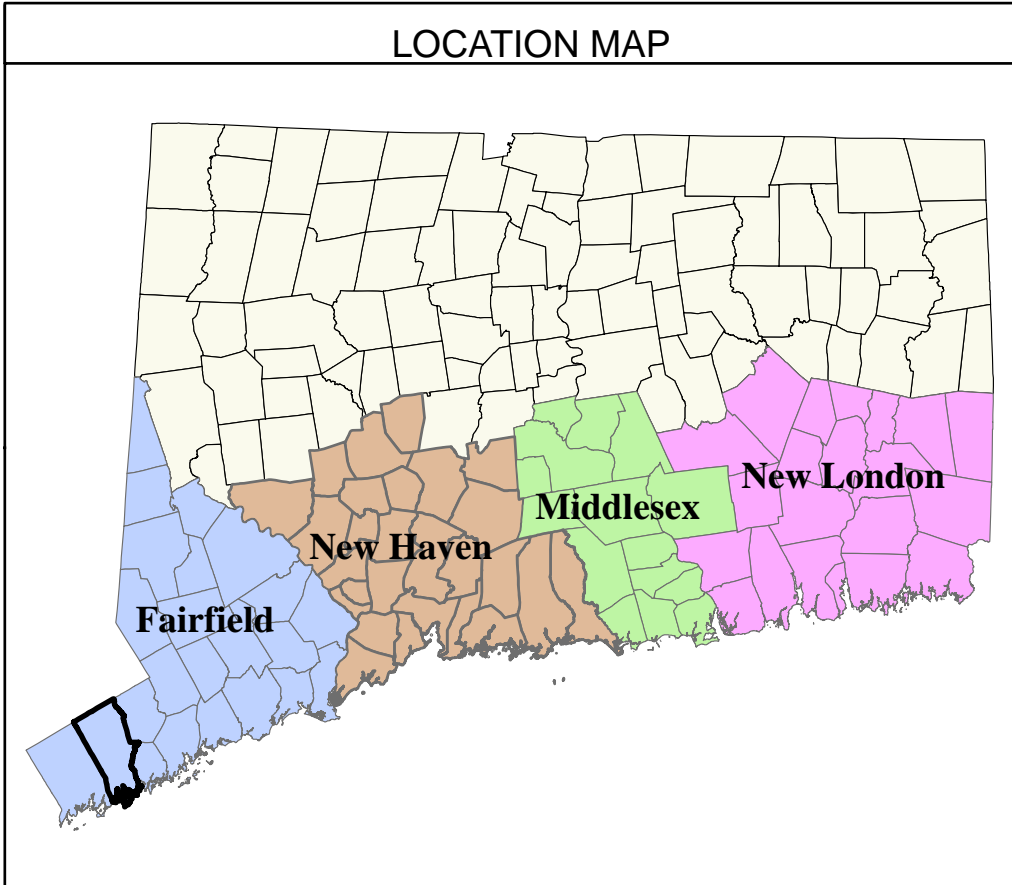 LOCATION MAP
New London
Middlesex
New Haven
Fairfield